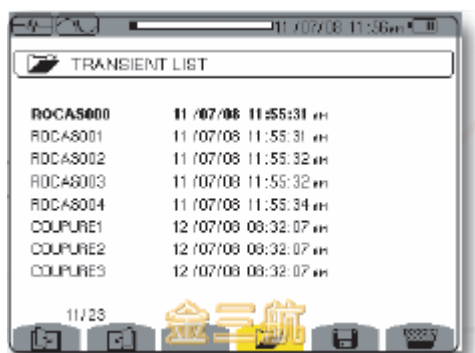 11/07/08 11:56am
TRANSIENT LIST
ROCAS000 11/07/08 11:55:31 am
ROCAS001 11/07/08 11:55:31 am
ROCAS002 11/07/08 11:55:32 am
ROCAS003 11/07/08 11:55:32 am
ROCAS004 11/07/08 11:55:34 am
COUPURE1 12/07/08 08:32:07 am
COUPURE2 12/07/08 08:32:07 am
COUPURE3 12/07/08 08:32:07 am
11/23
金三航